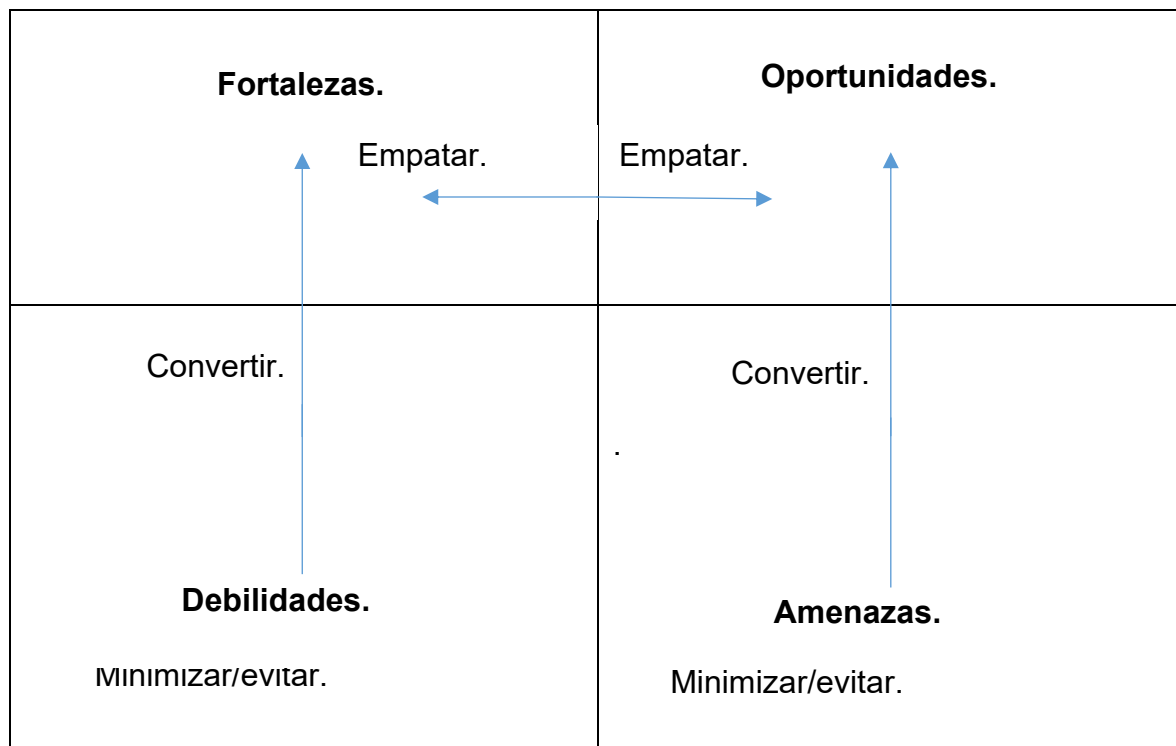 Fortalezas.
Oportunidades.
Empatar.
Empatar.
Convertir.
Convertir.
.
Debilidades.
Amenazas.
Minimizar/evitar.
Minimizar/evitar.